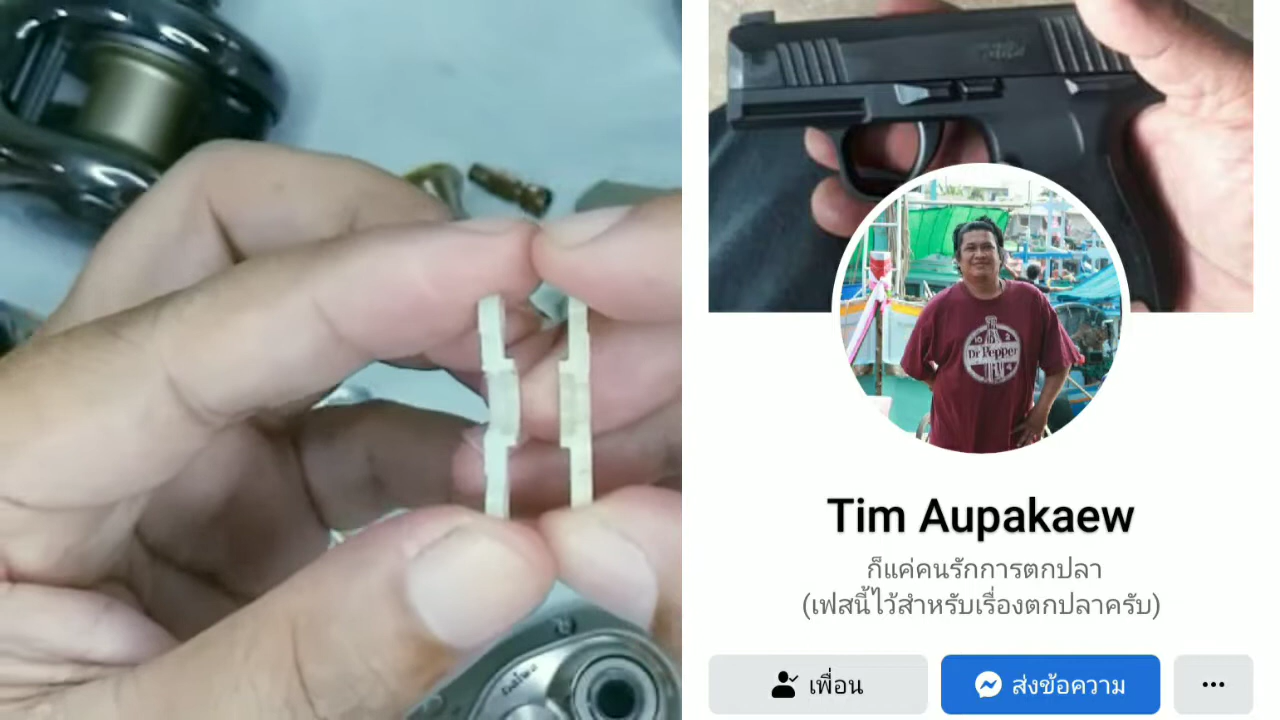 Dr Pepper
Tim Aupakaew
ก็แค่คนรักการตกปลา
(เฟสนี้ไว้สำหรับเรื่องตกปลาครับ)
เพื่อน
ส่งข้อความ